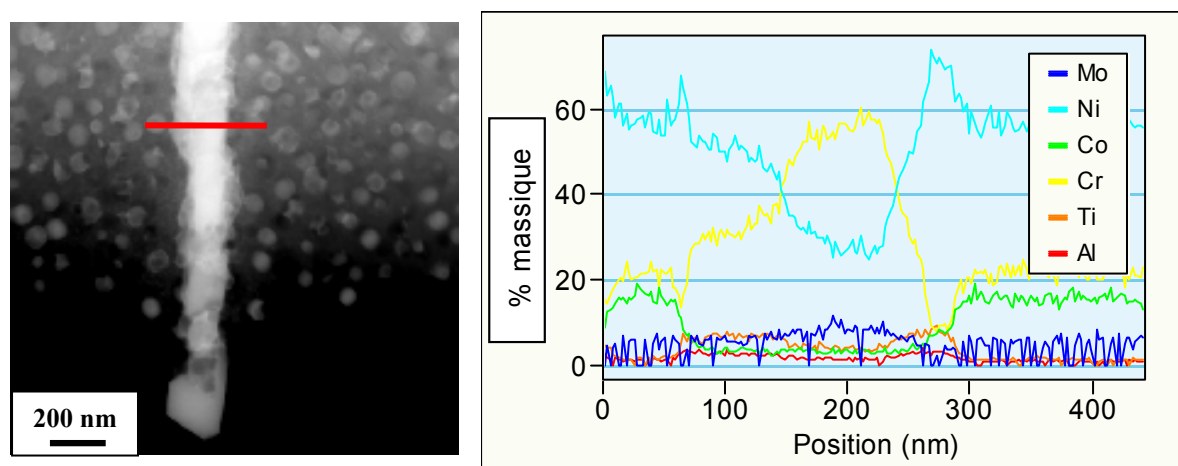 200 nm
% massique
60
40
20
0
Mo
Ni
Co
Cr
Ti
Al
0
100
200
300
400
Position (nm)